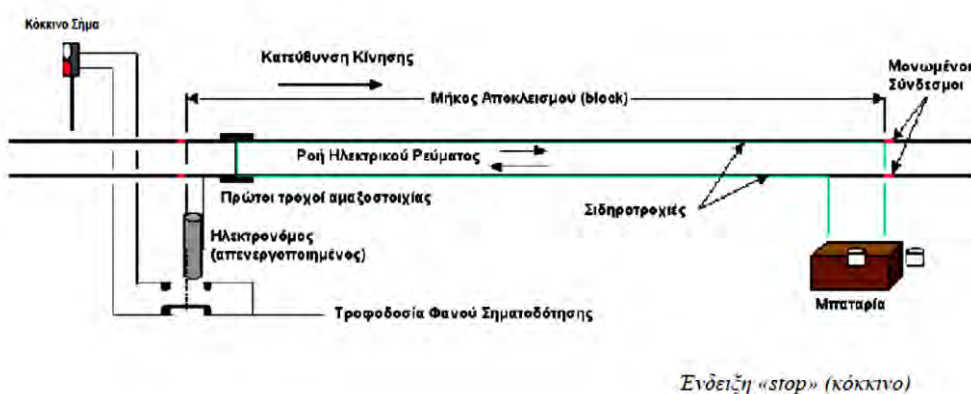 Κόκκινο Σήμα
Κατεύθυνση Κίνησης
Μονωμένοι
Σύνδεσμοι
Μήκος Αποκλεισμού (block)
Ροή Ηλεκτρικού Ρεύματος
Πρώτοι τροχοί αμαξοστοιχίας
Σιδηροτροχιές
Ηλεκτρονόμος
(απενεργοποιημένος)
Μπαταρία
Τροφοδοσία Φανού Σηματοδότησης
Ένδειξη «stop» (κόκκινο)